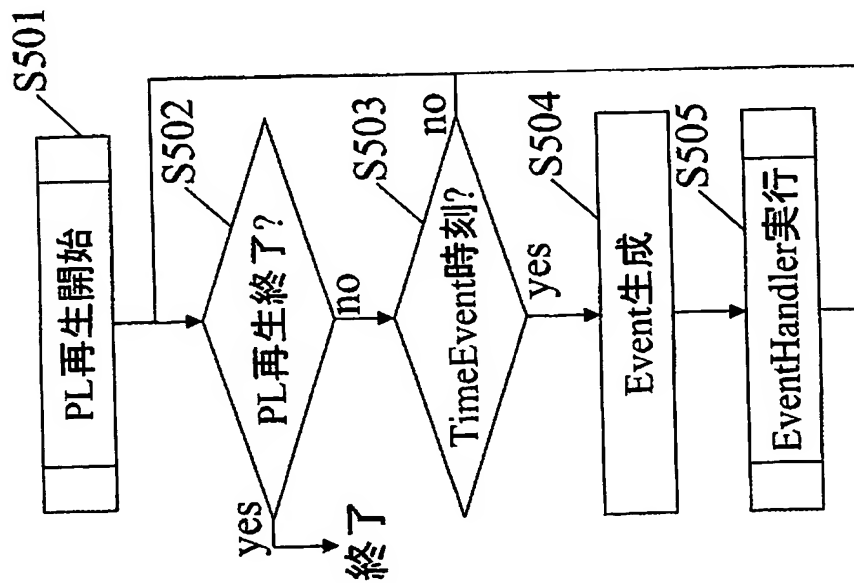 PL再生開始
S501
PL再生終了?
S502
yes
終了
no
TimeEvent時刻?
S503
no
yes
Event生成
S504
EventHandler実行
S505